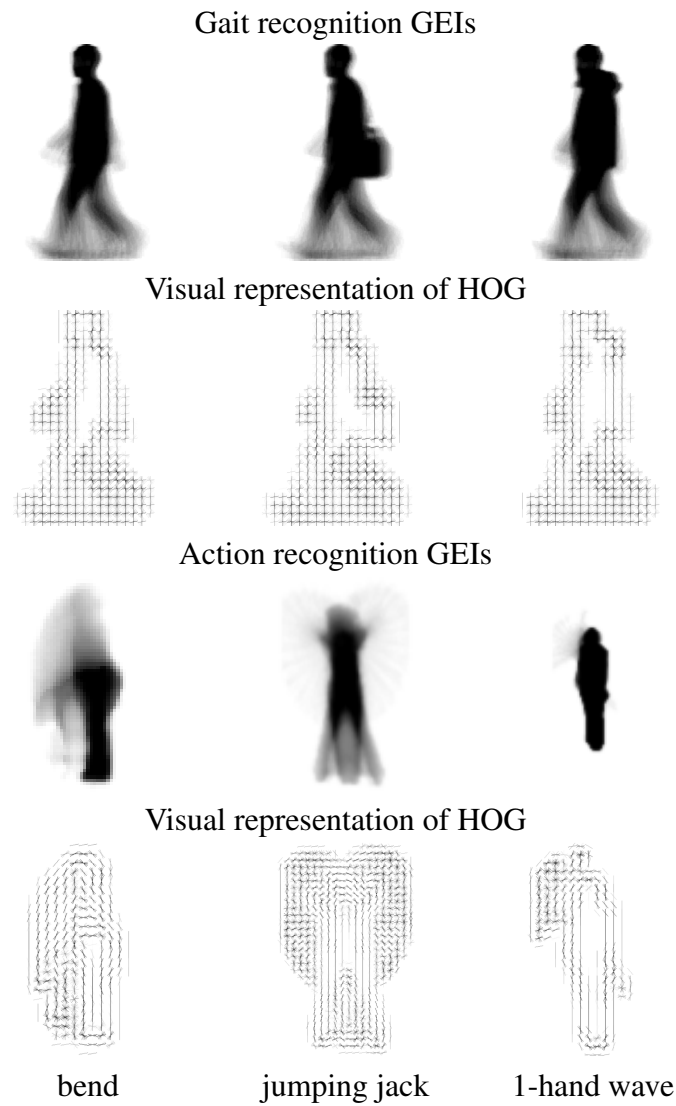 Gait recognition GEIs
Visual representation of HOG
Action recognition GEIs
Visual representation of HOG
bend jumping jack 1-hand wave